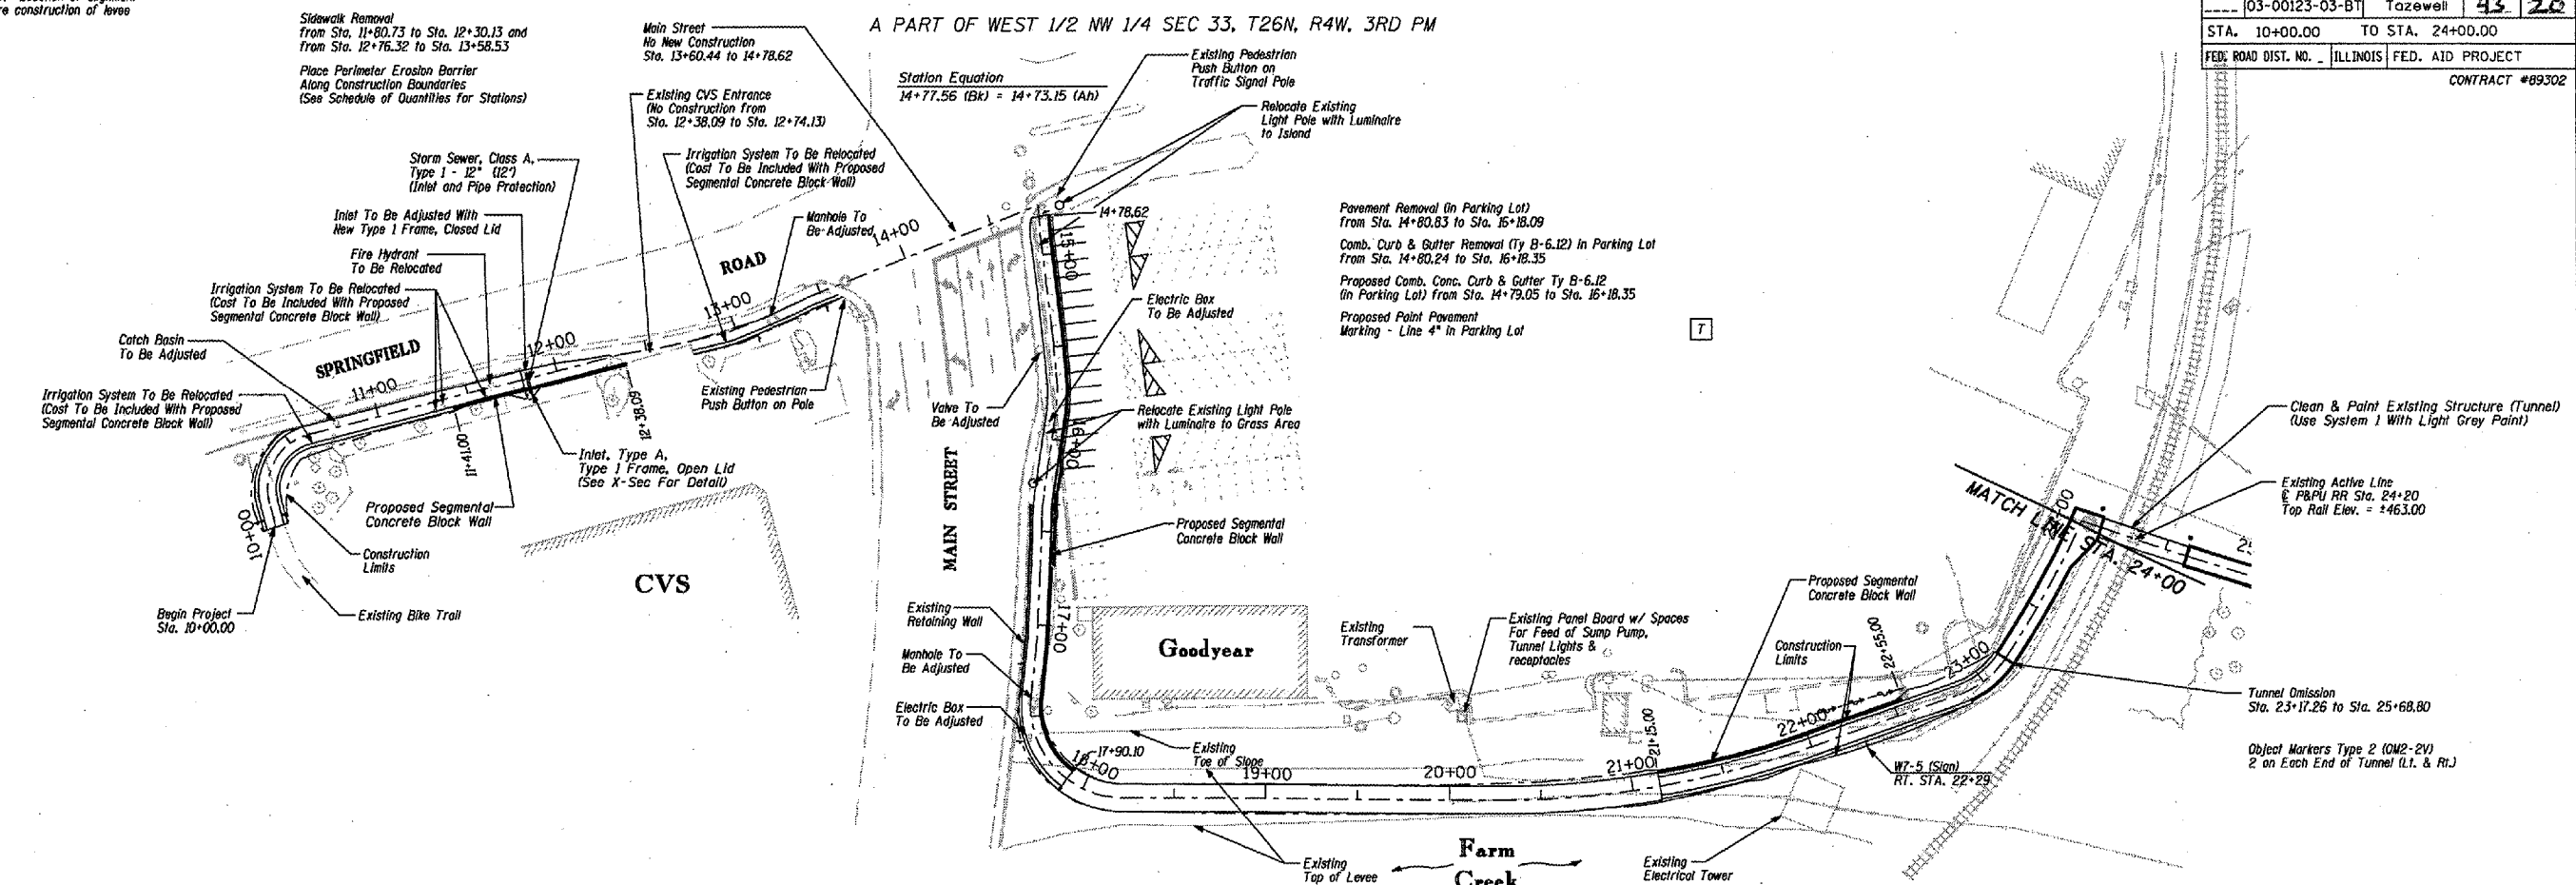 re construction of levee
Sidewalk Removal
from Sta. 11+80.73 to Sta. 12+30.13 and
from Sta. 12+76.32 to Sta. 13+58.53
Place Perimeter Erosion Barrier
Along Construction Boundaries
(See Schedule of Quantities for Stations)
Main Street
No New Construction
Sta. 13+60.44 to 14+78.62
A PART OF WEST 1/2 NW 1/4 SEC 33, T26N, R4W, 3RD PM
Station Equation
14+77.56 (Bk) = 14+73.15 (Ah)
03-00123-03-BT Tazewell 43 20
STA. 10+00.00 TO STA. 24+00.00
FED. ROAD DIST. NO. _ ILLINOIS FED. AID PROJECT
CONTRACT #89302
Existing Pedestrian
Push Button on
Traffic Signal Pole
Relocate Existing
Light Pole with Luminaire
to Island
Existing CVS Entrance
(No Construction from
Sta. 12+38.09 to Sta. 12+74.13)
Irrigation System To Be Relocated
(Cost To Be Included With Proposed
Segmental Concrete Block Wall)
Storm Sewer, Class A,
Type 1 - 12" (12')
(Inlet and Pipe Protection)
Inlet To Be Adjusted With
New Type 1 Frame, Closed Lid
Fire Hydrant
To Be Relocated
Irrigation System To Be Relocated
(Cost To Be Included With Proposed
Segmental Concrete Block Wall)
Catch Basin
To Be Adjusted
Irrigation System To Be Relocated
(Cost To Be Included With Proposed
Segmental Concrete Block Wall)
Manhole To
Be Adjusted
SPRINGFIELD
ROAD
10+00
11+00
11+41.00
12+00
12+38.09
13+00
14+00
14+78.62
15+00
Pavement Removal (in Parking Lot)
from Sta. 14+80.83 to Sta. 16+18.09
Comb. Curb & Gutter Removal (Ty B-6.12) in Parking Lot
from Sta. 14+80.24 to Sta. 16+18.35
Proposed Comb. Conc. Curb & Gutter Ty B-6.12
(in Parking Lot) from Sta. 14+79.05 to Sta. 16+18.35
Proposed Paint Pavement
Marking - Line 4" in Parking Lot
T
Electric Box
To Be Adjusted
Existing Pedestrian
Push Button on Pole
Valve To
Be Adjusted
Relocate Existing Light Pole
with Luminaire to Grass Area
16+00
Inlet, Type A,
Type 1 Frame, Open Lid
(See X-Sec For Detail)
Proposed Segmental
Concrete Block Wall
Construction
Limits
Begin Project
Sta. 10+00.00
Existing Bike Trail
CVS
MAIN STREET
Proposed Segmental
Concrete Block Wall
17+00
Existing
Retaining Wall
Manhole To
Be Adjusted
Electric Box
To Be Adjusted
Goodyear
Existing
Transformer
Existing Panel Board w/ Spaces
For Feed of Sump Pump,
Tunnel Lights &
receptacles
Proposed Segmental
Concrete Block Wall
Construction
Limits
Clean & Paint Existing Structure (Tunnel)
(Use System 1 With Light Grey Paint)
Existing Active Line
℄ P&PU RR Sta. 24+20
Top Rail Elev. = ±463.00
MATCH LINE STA. 24+00
Tunnel Omission
Sta. 23+17.26 to Sta. 25+68.80
Object Markers Type 2 (OM2-2V)
2 on Each End of Tunnel (Lt. & Rt.)
17+90.10
18+00
Existing
Toe of Slope
19+00
20+00
21+00
21+15.00
22+00
22+55.00
23+00
W7-5 (Sign)
RT. STA. 22+29
Existing
Top of Levee
Farm
Creek
Existing
Electrical Tower